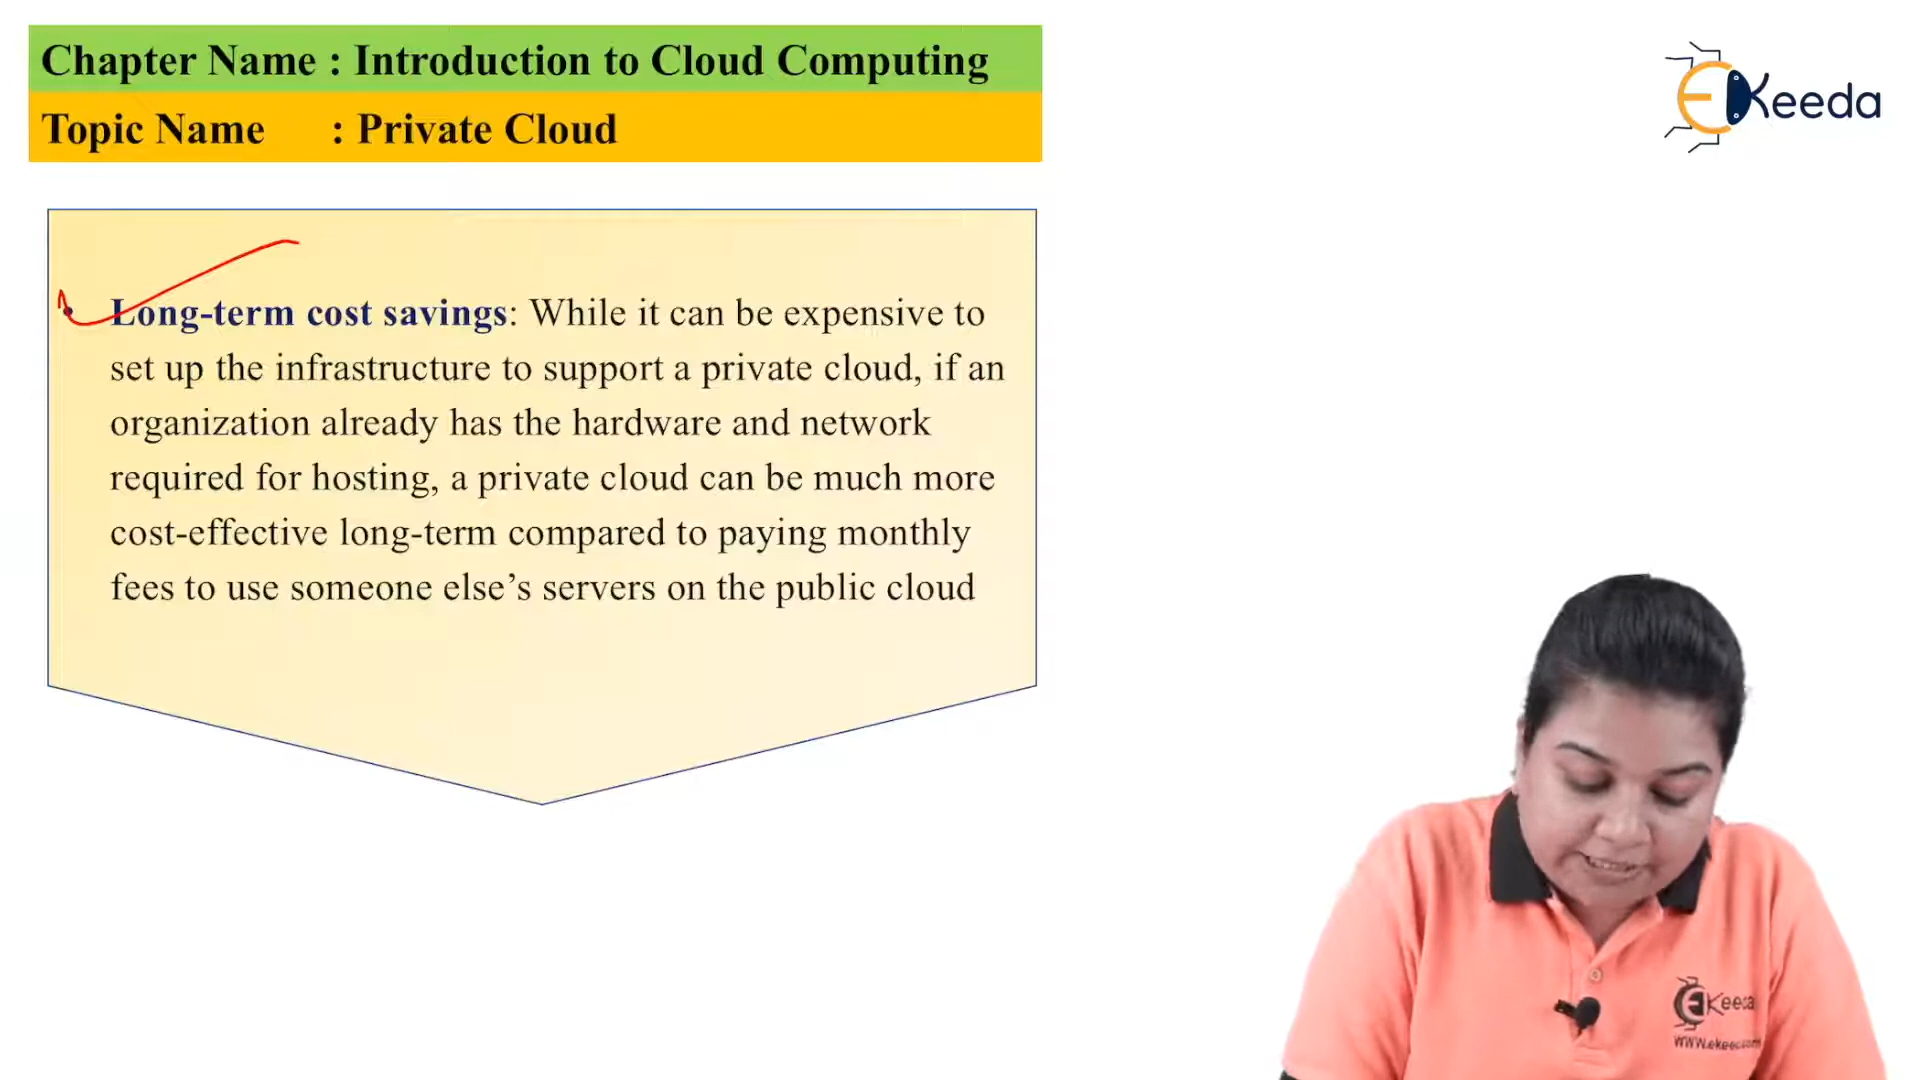 Chapter Name : Introduction to Cloud Computing
Topic Name : Private Cloud
EKeeda
• Long-term cost savings: While it can be expensive to
set up the infrastructure to support a private cloud, if an
organization already has the hardware and network
required for hosting, a private cloud can be much more
cost-effective long-term compared to paying monthly
fees to use someone else’s servers on the public cloud
EKeeda